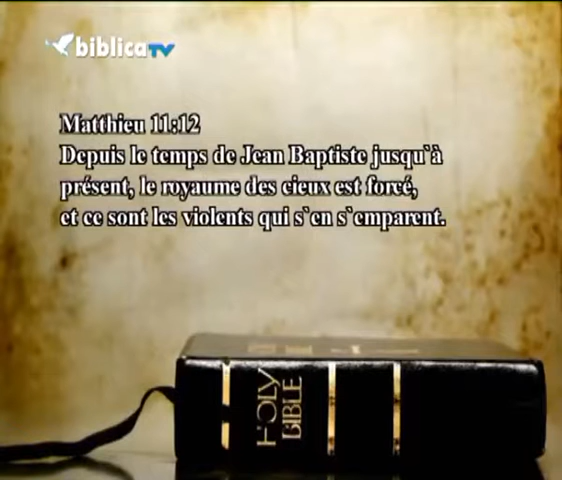 biblicaTV
Matthieu 11:12
Depuis le temps de Jean Baptiste jusqu`à
présent, le royaume des cieux est forcé,
et ce sont les violents qui s`en s`emparent.
HOLY
BIBLE